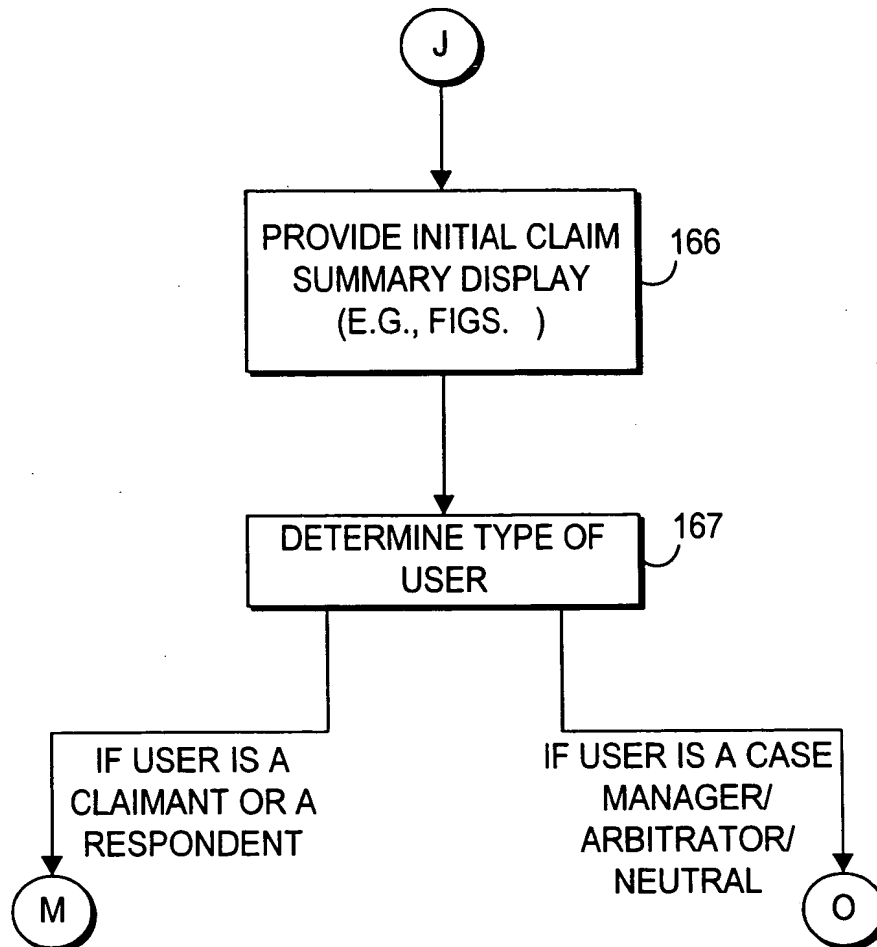 J
PROVIDE INITIAL CLAIM
SUMMARY DISPLAY
(E.G., FIGS. )
166
DETERMINE TYPE OF
USER
167
IF USER IS A
CLAIMANT OR A
RESPONDENT
IF USER IS A CASE
MANAGER/
ARBITRATOR/
NEUTRAL
M
O